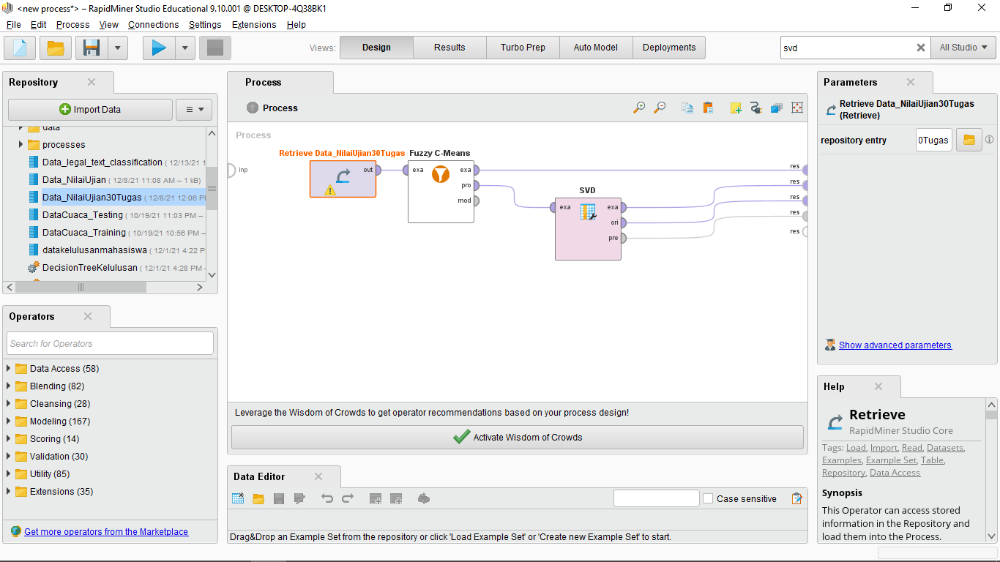 <new process*> – RapidMiner Studio Educational 9.10.001 @ DESKTOP-4Q38BK1
File Edit Process View Connections Settings Extensions Help
Views: Design Results Turbo Prep Auto Model Deployments
svd
All Studio
Repository
Import Data
data
processes
Data_legal_text_classification ( 12/13/21 1
Data_NilaiUjian ( 12/8/21 11:08 AM – 1 kB)
Data_NilaiUjian30Tugas ( 12/8/21 12:06 P
DataCuaca_Testing ( 10/19/21 11:03 PM –
DataCuaca_Training ( 10/19/21 10:56 PM –
datakelulusanmahasiswa ( 12/1/21 4:22 P
DecisionTreeKelulusan ( 12/1/21 4:28 PM -
Operators
Search for Operators
Data Access (58)
Blending (82)
Cleansing (28)
Modeling (167)
Scoring (14)
Validation (30)
Utility (85)
Extensions (35)
Get more operators from the Marketplace
Process
Process
Process
inp
Retrieve Data_NilaiUjian30Tugas
out
Fuzzy C-Means
exa exa
pro
mod
SVD
exa exa
ori
pre
res
res
res
res
res
Leverage the Wisdom of Crowds to get operator recommendations based on your process design!
Activate Wisdom of Crowds
Data Editor
Case sensitive
Drag&Drop an Example Set from the repository or click 'Load Example Set' or 'Create new Example Set' to start.
Parameters
Retrieve Data_NilaiUjian30Tugas
(Retrieve)
repository entry 0Tugas
Show advanced parameters
Help
Retrieve
RapidMiner Studio Core
Tags: Load, Import, Read, Datasets,
Examples, Example Set, Table,
Repository, Data Access
Synopsis
This Operator can access stored
information in the Repository and
load them into the Process.